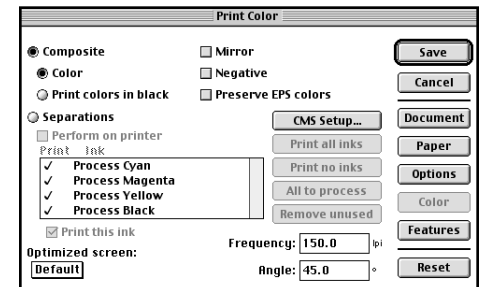 Print Color
Composite
Mirror
Save
Color
Negative
Cancel
Print colors in black
Preserve EPS colors
Separations
CMS Setup...
Document
Perform on printer
Print all inks
Paper
Print Ink
✓ Process Cyan
Print no inks
Options
✓ Process Magenta
✓ Process Yellow
All to process
Color
✓ Process Black
Remove unused
Print this ink
Features
Frequency: 150.0 lpi
Optimized screen:
Default
Angle: 45.0 °
Reset